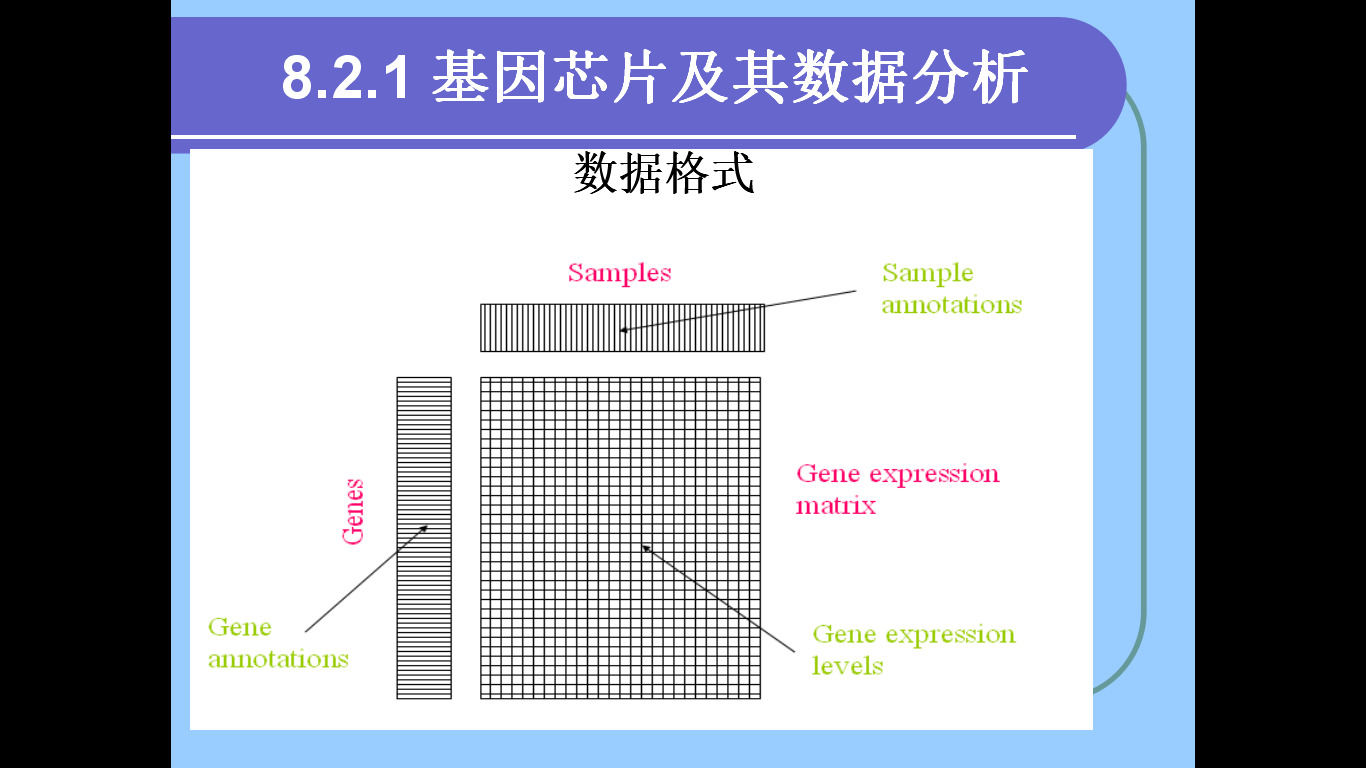 8.2.1 基因芯片及其数据分析
数据格式
Samples
Sample
annotations
Genes
Gene expression
matrix
Gene
annotations
Gene expression
levels